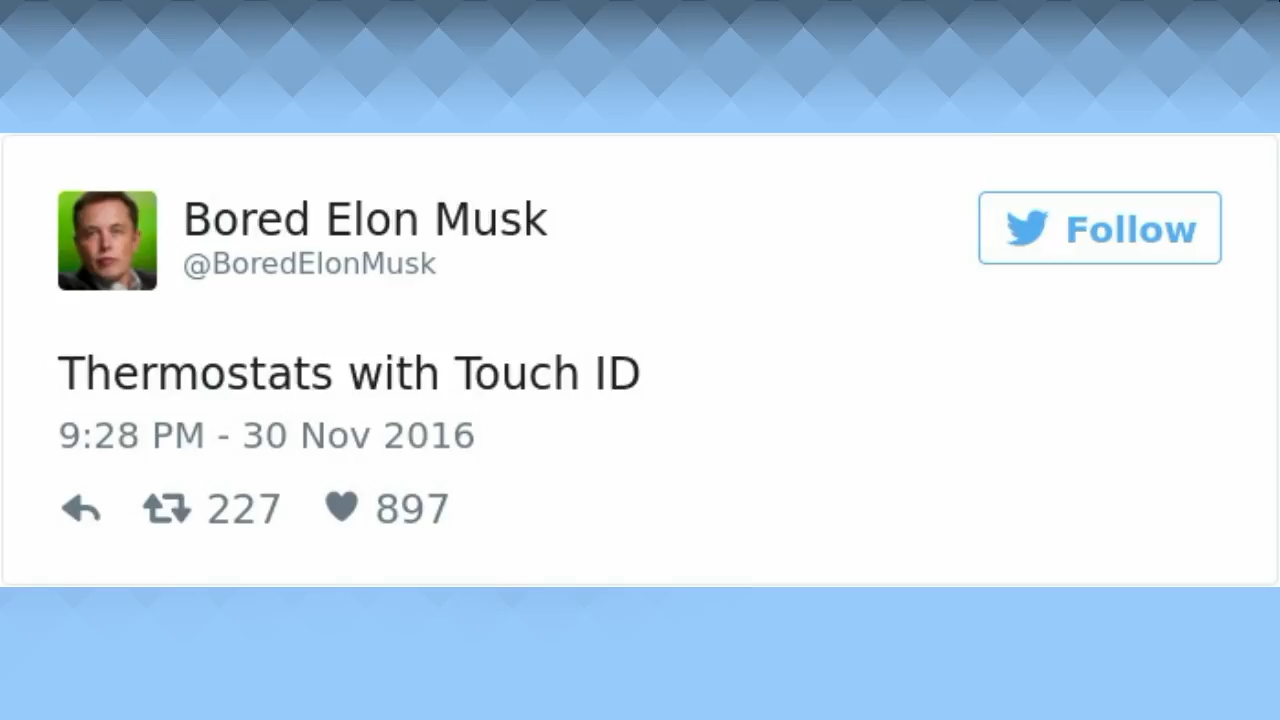 Bored Elon Musk
@BoredElonMusk
Follow
Thermostats with Touch ID
9:28 PM - 30 Nov 2016
227 897